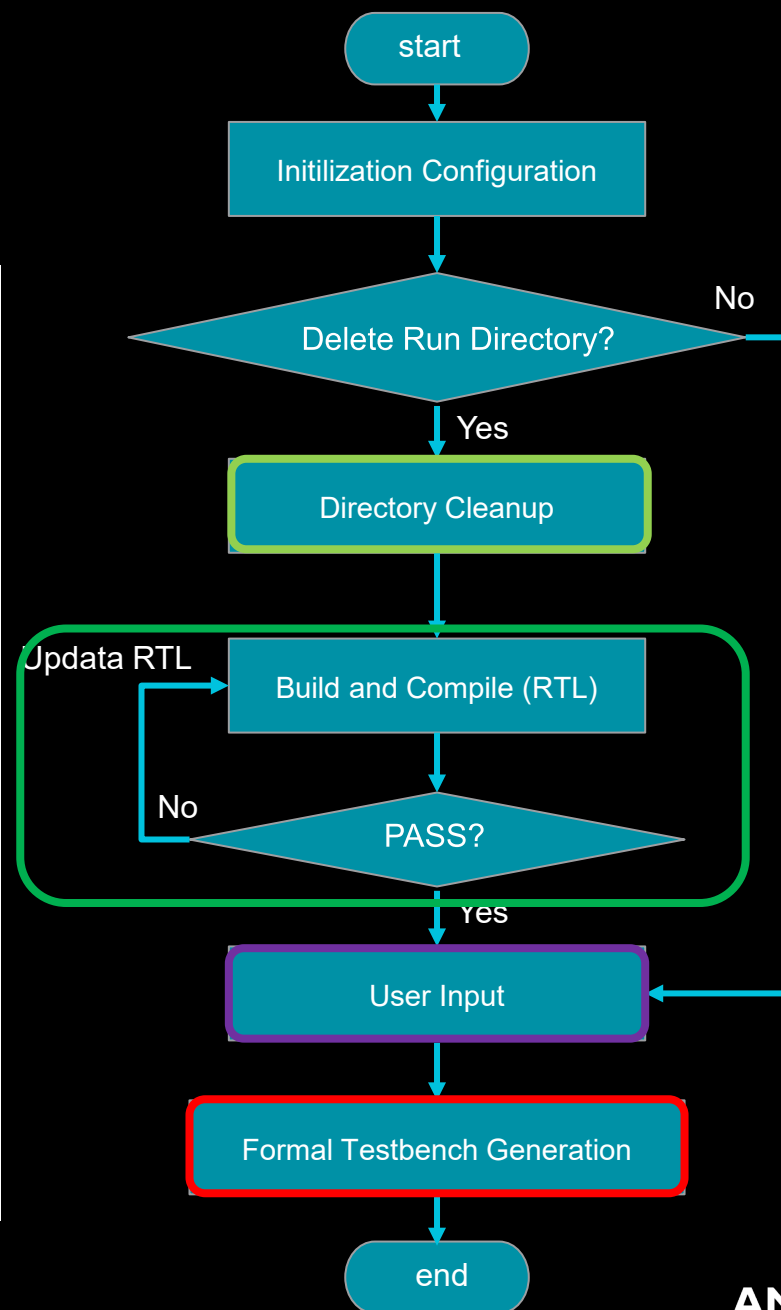 start
Initilization Configuration
No
Delete Run Directory?
Yes
Directory Cleanup
Updata RTL
Build and Compile (RTL)
No
PASS?
Yes
User Input
Formal Testbench Generation
end